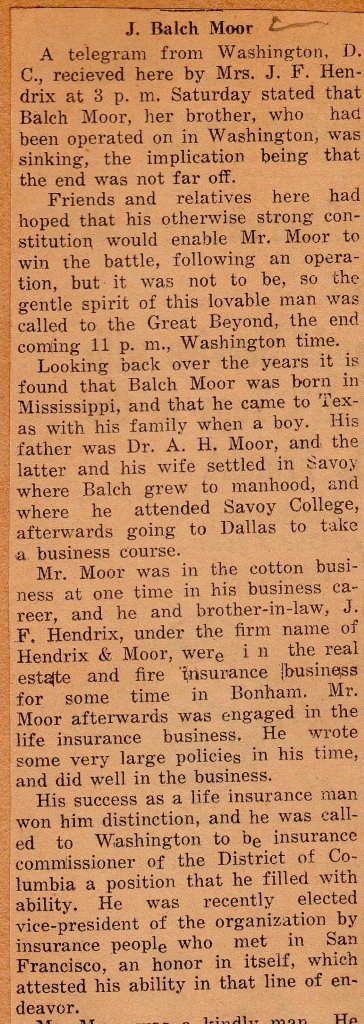 J. Balch Moor
A telegram from Washington, D.
C., recieved here by Mrs. J. F. Hen-
drix at 3 p. m. Saturday stated that
Balch Moor, her brother, who had
been operated on in Washington, was
sinking, the implication being that
the end was not far off.
Friends and relatives here had
hoped that his otherwise strong con-
stitution would enable Mr. Moor to
win the battle, following an opera-
tion, but it was not to be, so the
gentle spirit of this lovable man was
called to the Great Beyond, the end
coming 11 p. m., Washington time.
Looking back over the years it is
found that Balch Moor was born in
Mississippi, and that he came to Tex-
as with his family when a boy. His
father was Dr. A. H. Moor, and the
latter and his wife settled in Savoy
where Balch grew to manhood, and
where he attended Savoy College,
afterwards going to Dallas to take
a business course.
Mr. Moor was in the cotton busi-
ness at one time in his business ca-
reer, and he and brother-in-law, J.
F. Hendrix, under the firm name of
Hendrix & Moor, were in the real
estate and fire insurance business
for some time in Bonham. Mr.
Moor afterwards was engaged in the
life insurance business. He wrote
some very large policies in his time,
and did well in the business.
His success as a life insurance man
won him distinction, and he was call-
ed to Washington to be insurance
commissioner of the District of Co-
lumbia a position that he filled with
ability. He was recently elected
vice-president of the organization by
insurance people who met in San
Francisco, an honor in itself, which
attested his ability in that line of en-
deavor.
Mr. Moor was a kindly man. He